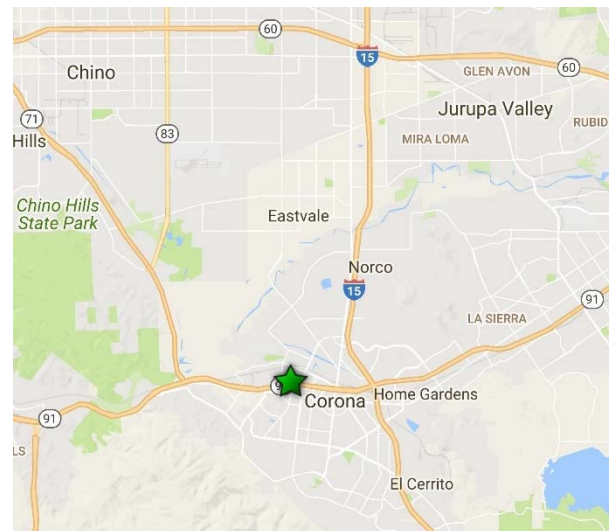 60
15
Chino
GLEN AVON
60
Jurupa Valley
71
83
RUBID
Hills
MIRA LOMA
Chino Hills
State Park
Eastvale
Norco
15
91
LA SIERRA
9
Home Gardens
Corona
91
LS
El Cerrito